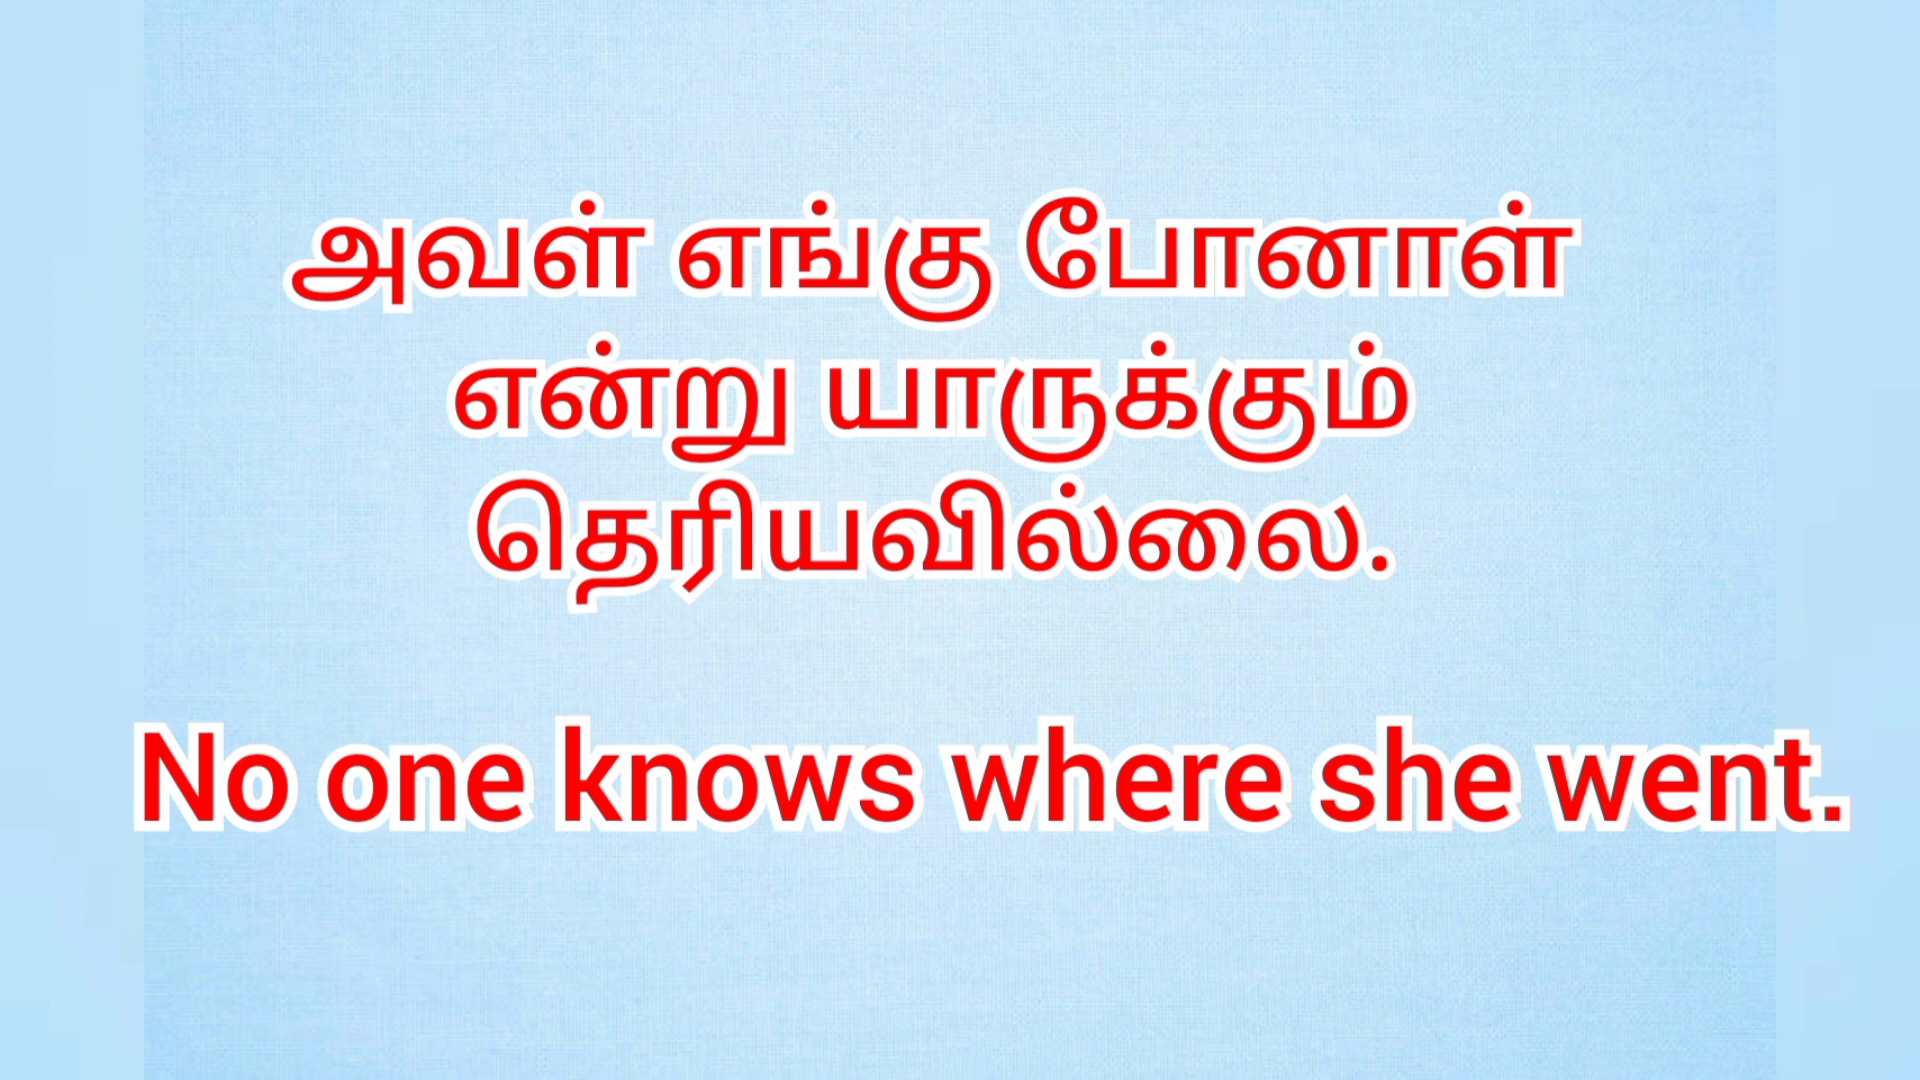 அவள் எங்கு போனாள்
என்று யாருக்கும்
தெரியவில்லை.
No one knows where she went.